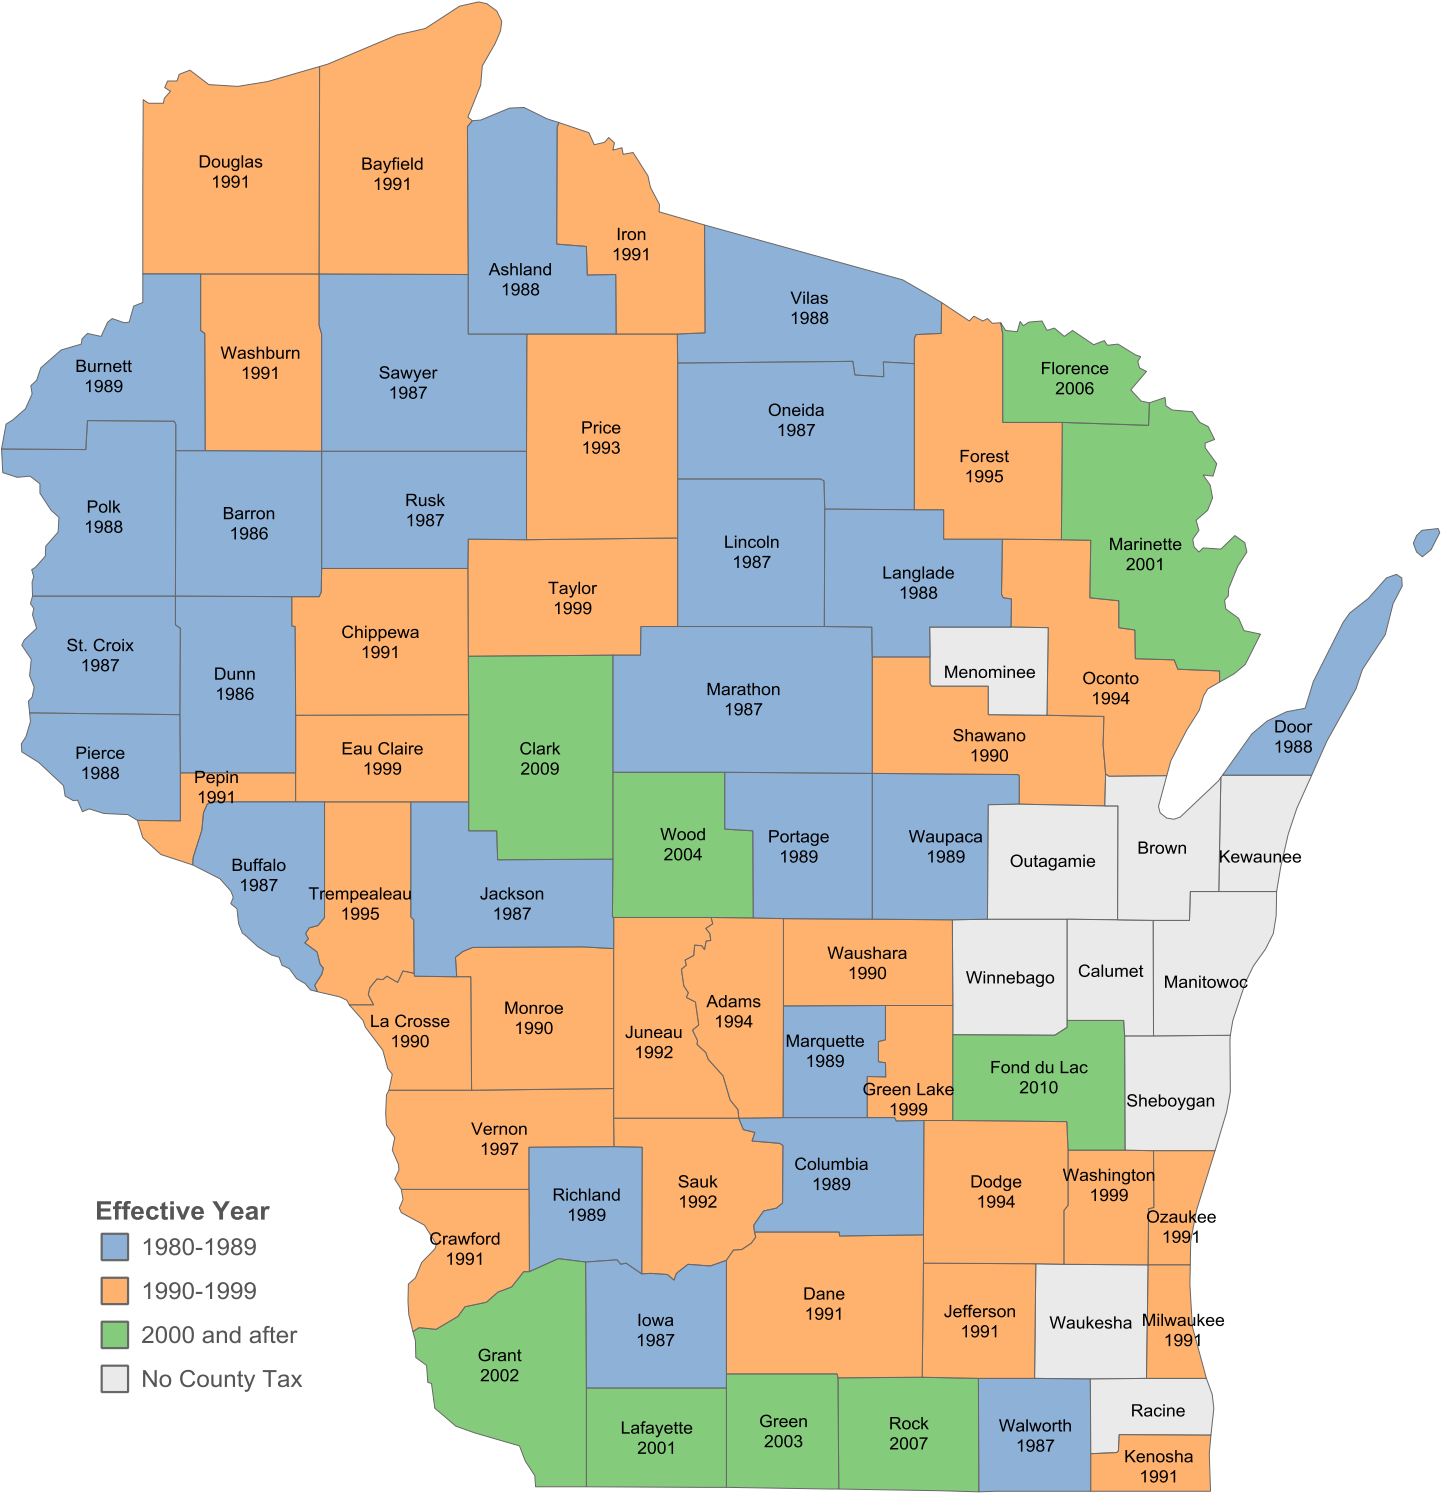 Douglas
1991
Bayfield
1991
Iron
1991
Ashland
1988
Vilas
1988
Burnett
1989
Washburn
1991
Sawyer
1987
Florence
2006
Oneida
1987
Price
1993
Forest
1995
Polk
1988
Barron
1986
Rusk
1987
Lincoln
1987
Marinette
2001
Langlade
1988
Taylor
1999
Chippewa
1991
St. Croix
1987
Dunn
1986
Marathon
1987
Menominee
Oconto
1994
Door
1988
Pierce
1988
Eau Claire
1999
Clark
2009
Shawano
1990
Pepin
1991
Wood
2004
Portage
1989
Waupaca
1989
Outagamie
Brown
Kewaunee
Buffalo
1987
Trempealeau
1995
Jackson
1987
Waushara
1990
Winnebago
Calumet
Manitowoc
La Crosse
1990
Monroe
1990
Juneau
1992
Adams
1994
Marquette
1989
Green Lake
1999
Fond du Lac
2010
Sheboygan
Vernon
1997
Richland
1989
Sauk
1992
Columbia
1989
Dodge
1994
Washington
1999
Ozaukee
1991
Crawford
1991
Dane
1991
Jefferson
1991
Waukesha
Milwaukee
1991
Iowa
1987
Grant
2002
Lafayette
2001
Green
2003
Rock
2007
Walworth
1987
Racine
Kenosha
1991
Effective Year
1980-1989
1990-1999
2000 and after
No County Tax